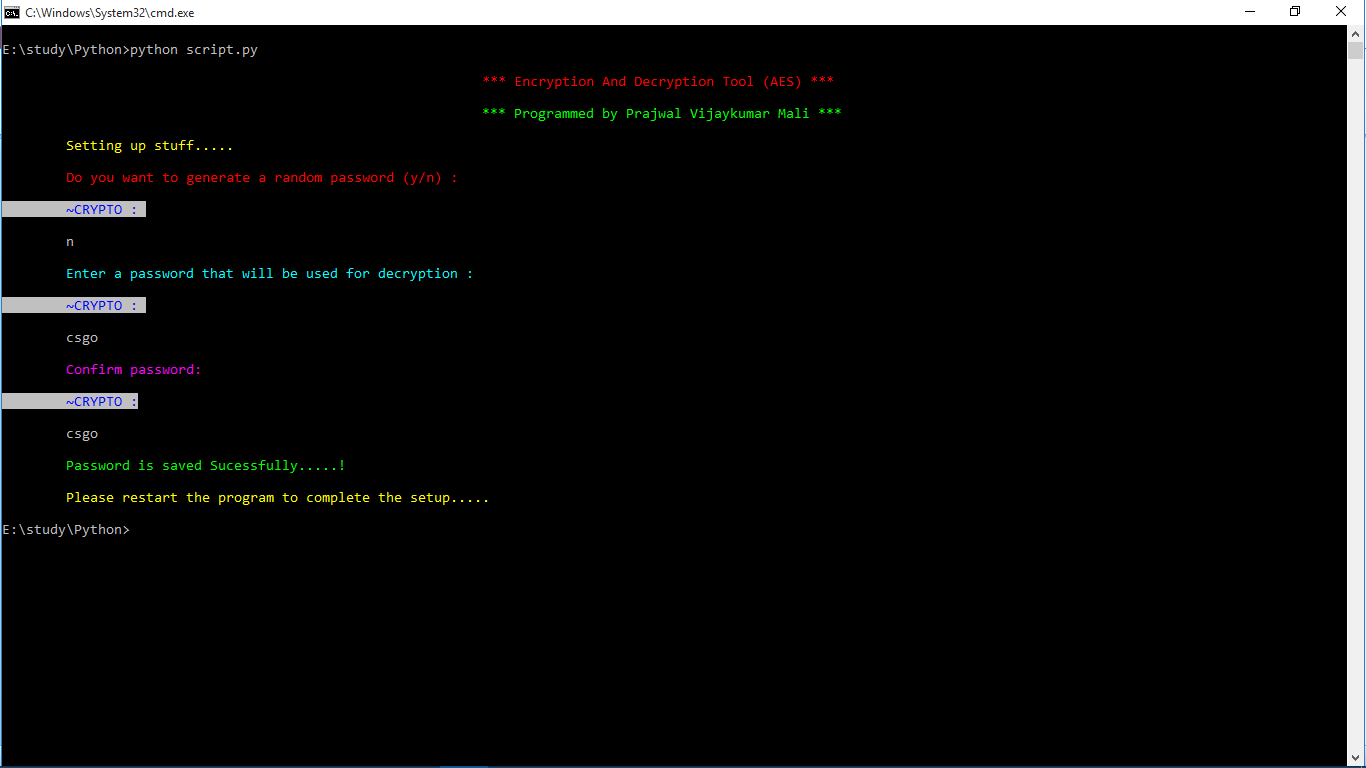 C:\Windows\System32\cmd.exe
E:\study\Python>python script.py
*** Encryption And Decryption Tool (AES) ***
*** Programmed by Prajwal Vijaykumar Mali ***
Setting up stuff.....
Do you want to generate a random password (y/n) :
~CRYPTO :
n
Enter a password that will be used for decryption :
~CRYPTO :
csgo
Confirm password:
~CRYPTO :
csgo
Password is saved Sucessfully.....!
Please restart the program to complete the setup.....
E:\study\Python>